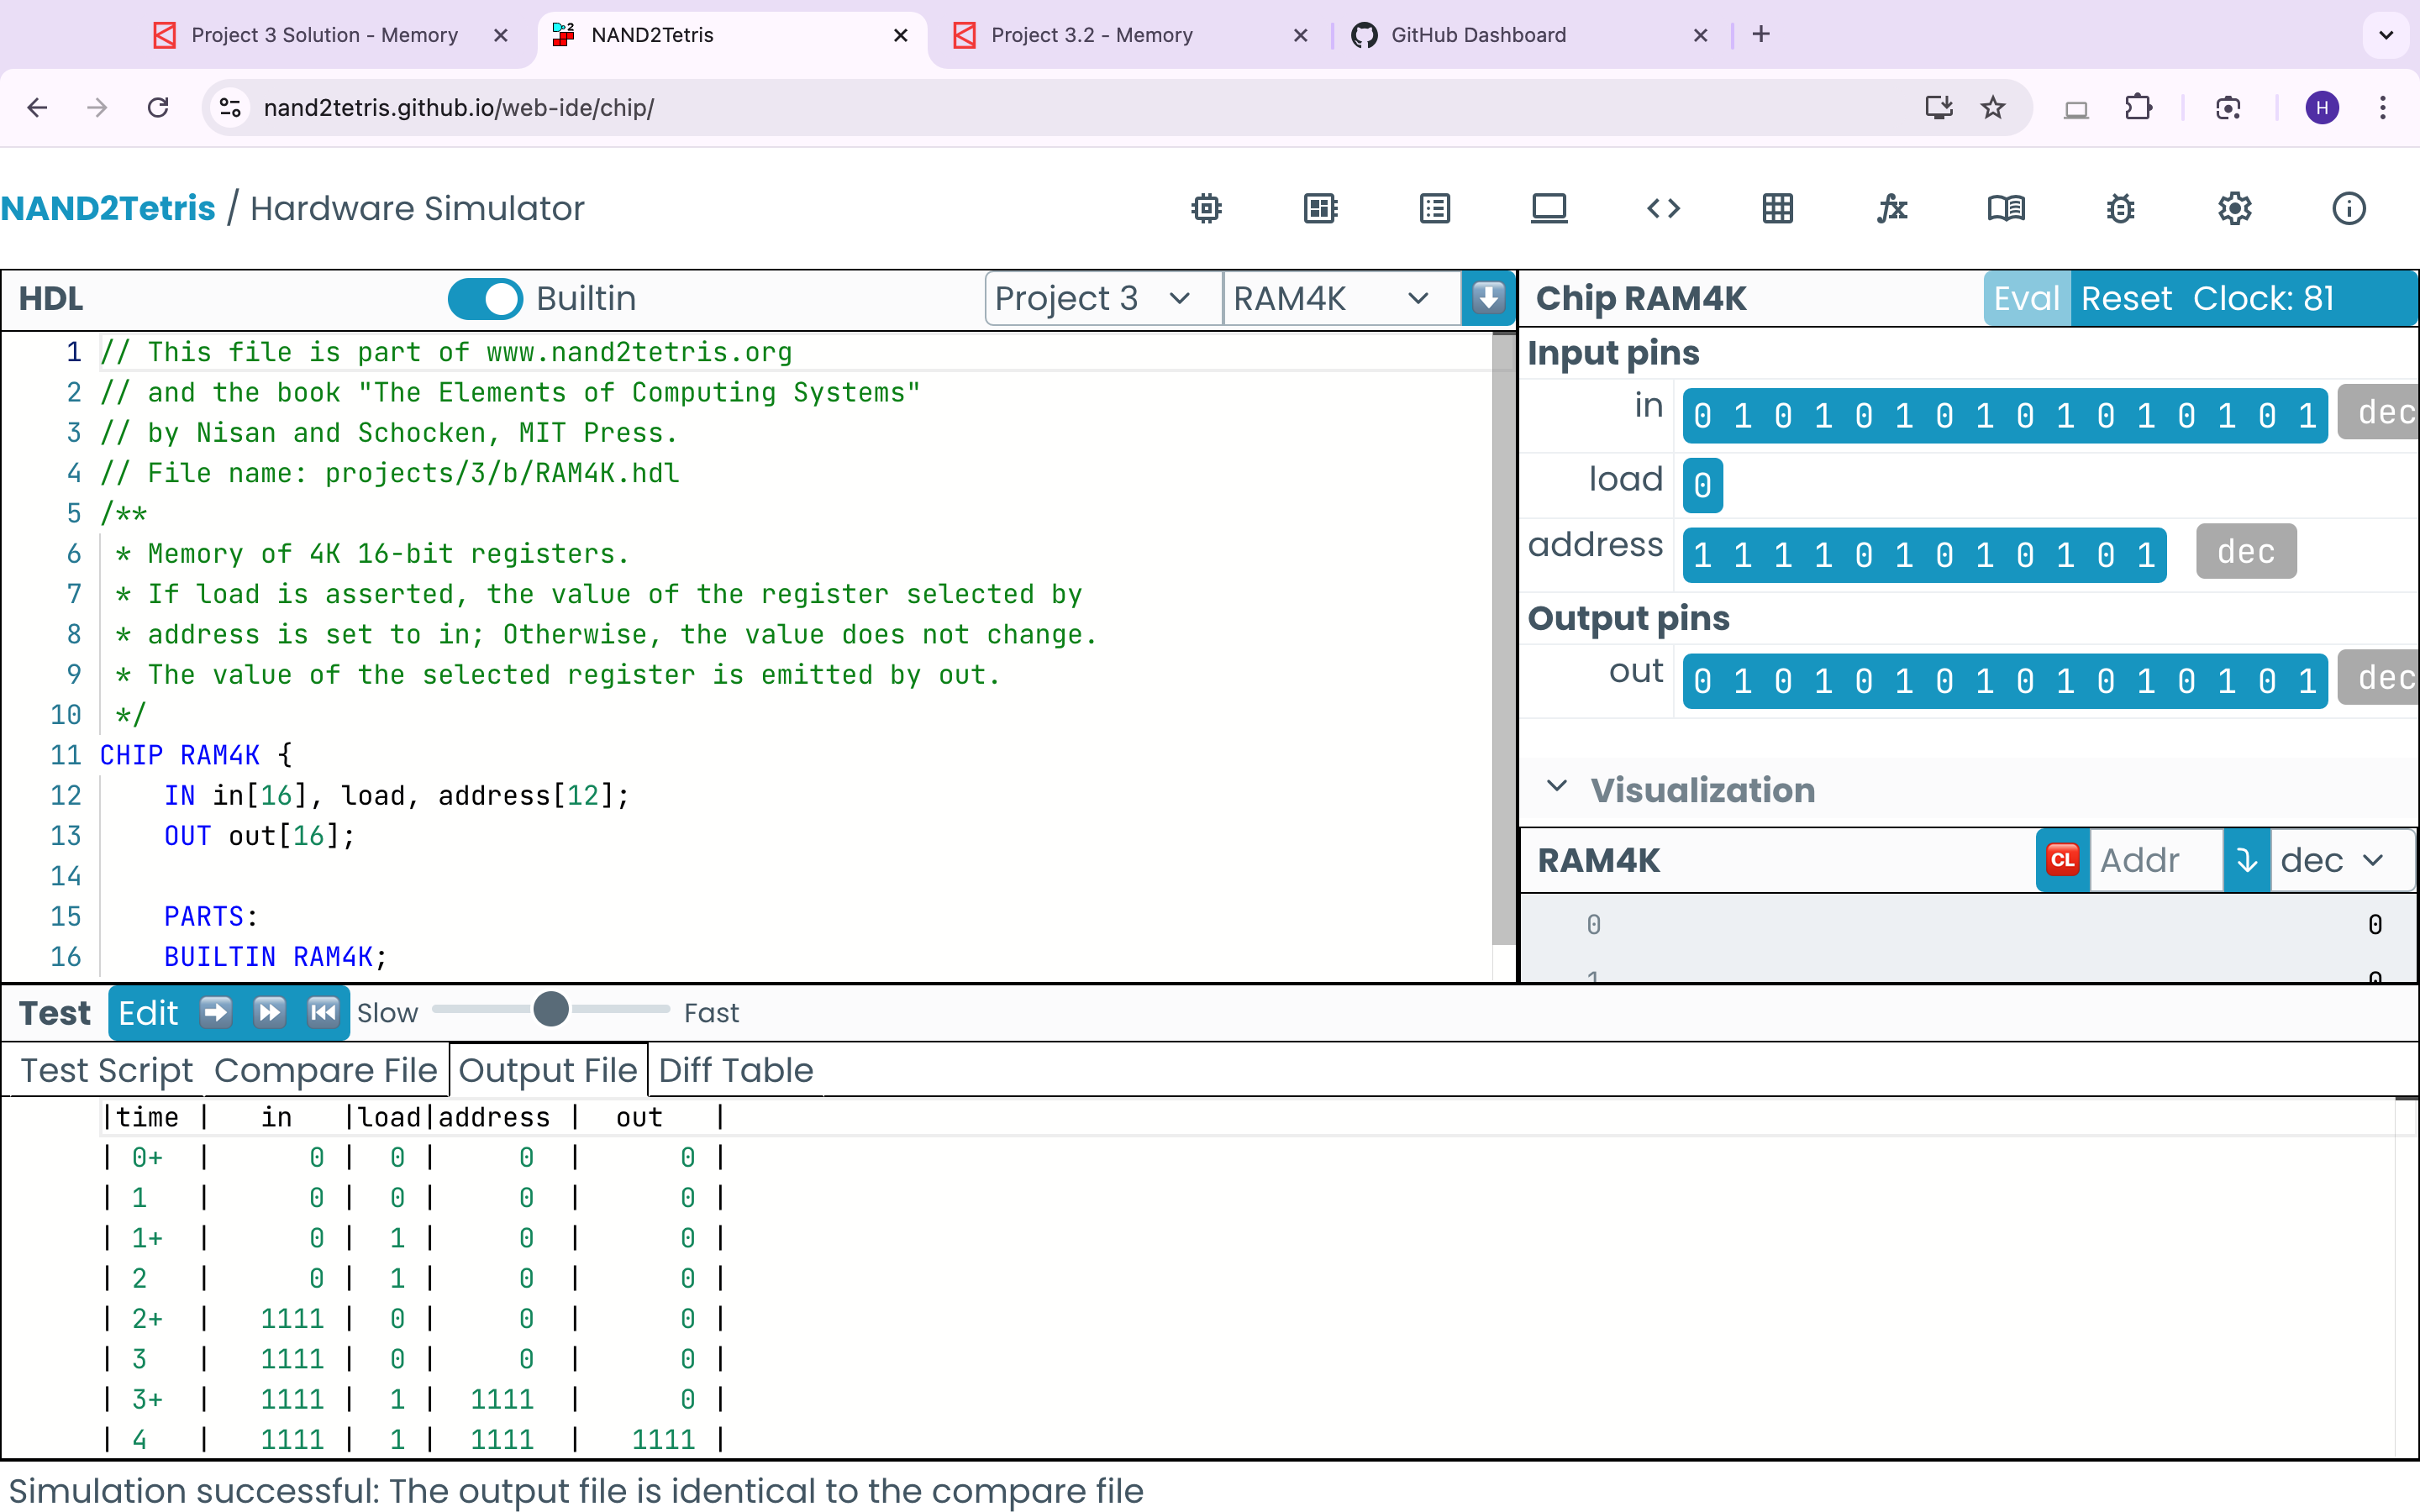 Project 3 Solution - Memory
NAND2Tetris
Project 3.2 - Memory
GitHub Dashboard
nand2tetris.github.io/web-ide/chip/
H
NAND2Tetris / Hardware Simulator
HDL
Builtin
Project 3
RAM4K
1 // This file is part of www.nand2tetris.org
2 // and the book "The Elements of Computing Systems"
3 // by Nisan and Schocken, MIT Press.
4 // File name: projects/3/b/RAM4K.hdl
5 /**
6 * Memory of 4K 16-bit registers.
7 * If load is asserted, the value of the register selected by
8 * address is set to in; Otherwise, the value does not change.
9 * The value of the selected register is emitted by out.
10 */
11 CHIP RAM4K {
12 IN in[16], load, address[12];
13 OUT out[16];
14
15 PARTS:
16 BUILTIN RAM4K;
Chip RAM4K
Eval Reset Clock: 81
Input pins
in 0 1 0 1 0 1 0 1 0 1 0 1 0 1 0 1 dec
load 0
address 1 1 1 1 0 1 0 1 0 1 0 1 dec
Output pins
out 0 1 0 1 0 1 0 1 0 1 0 1 0 1 0 1 dec
Visualization
RAM4K CL Addr dec
0 0
1 0
Test Edit Slow Fast
Test Script Compare File Output File Diff Table
|time | in |load|address | out |
| 0+ | 0 | 0 | 0 | 0 |
| 1 | 0 | 0 | 0 | 0 |
| 1+ | 0 | 1 | 0 | 0 |
| 2 | 0 | 1 | 0 | 0 |
| 2+ | 1111 | 0 | 0 | 0 |
| 3 | 1111 | 0 | 0 | 0 |
| 3+ | 1111 | 1 | 1111 | 0 |
| 4 | 1111 | 1 | 1111 | 1111 |
Simulation successful: The output file is identical to the compare file